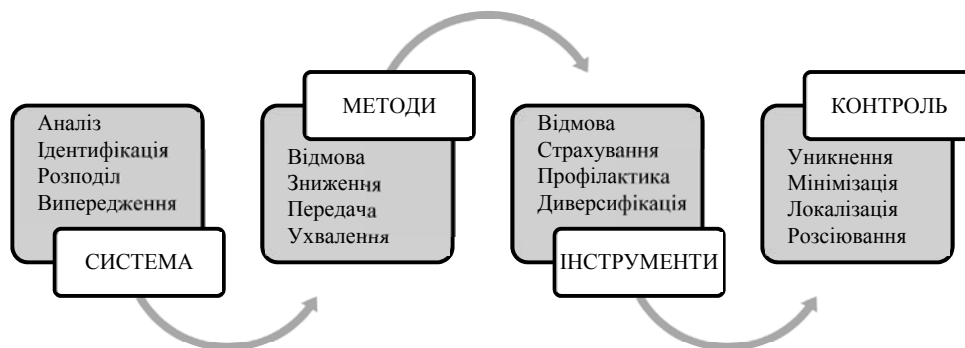 Аналіз
Ідентифікація
Розподіл
Випередження
СИСТЕМА
МЕТОДИ
Відмова
Зниження
Передача
Ухвалення
Відмова
Страхування
Профілактика
Диверсифікація
ІНСТРУМЕНТИ
КОНТРОЛЬ
Уникнення
Мінімізація
Локалізація
Розсіювання